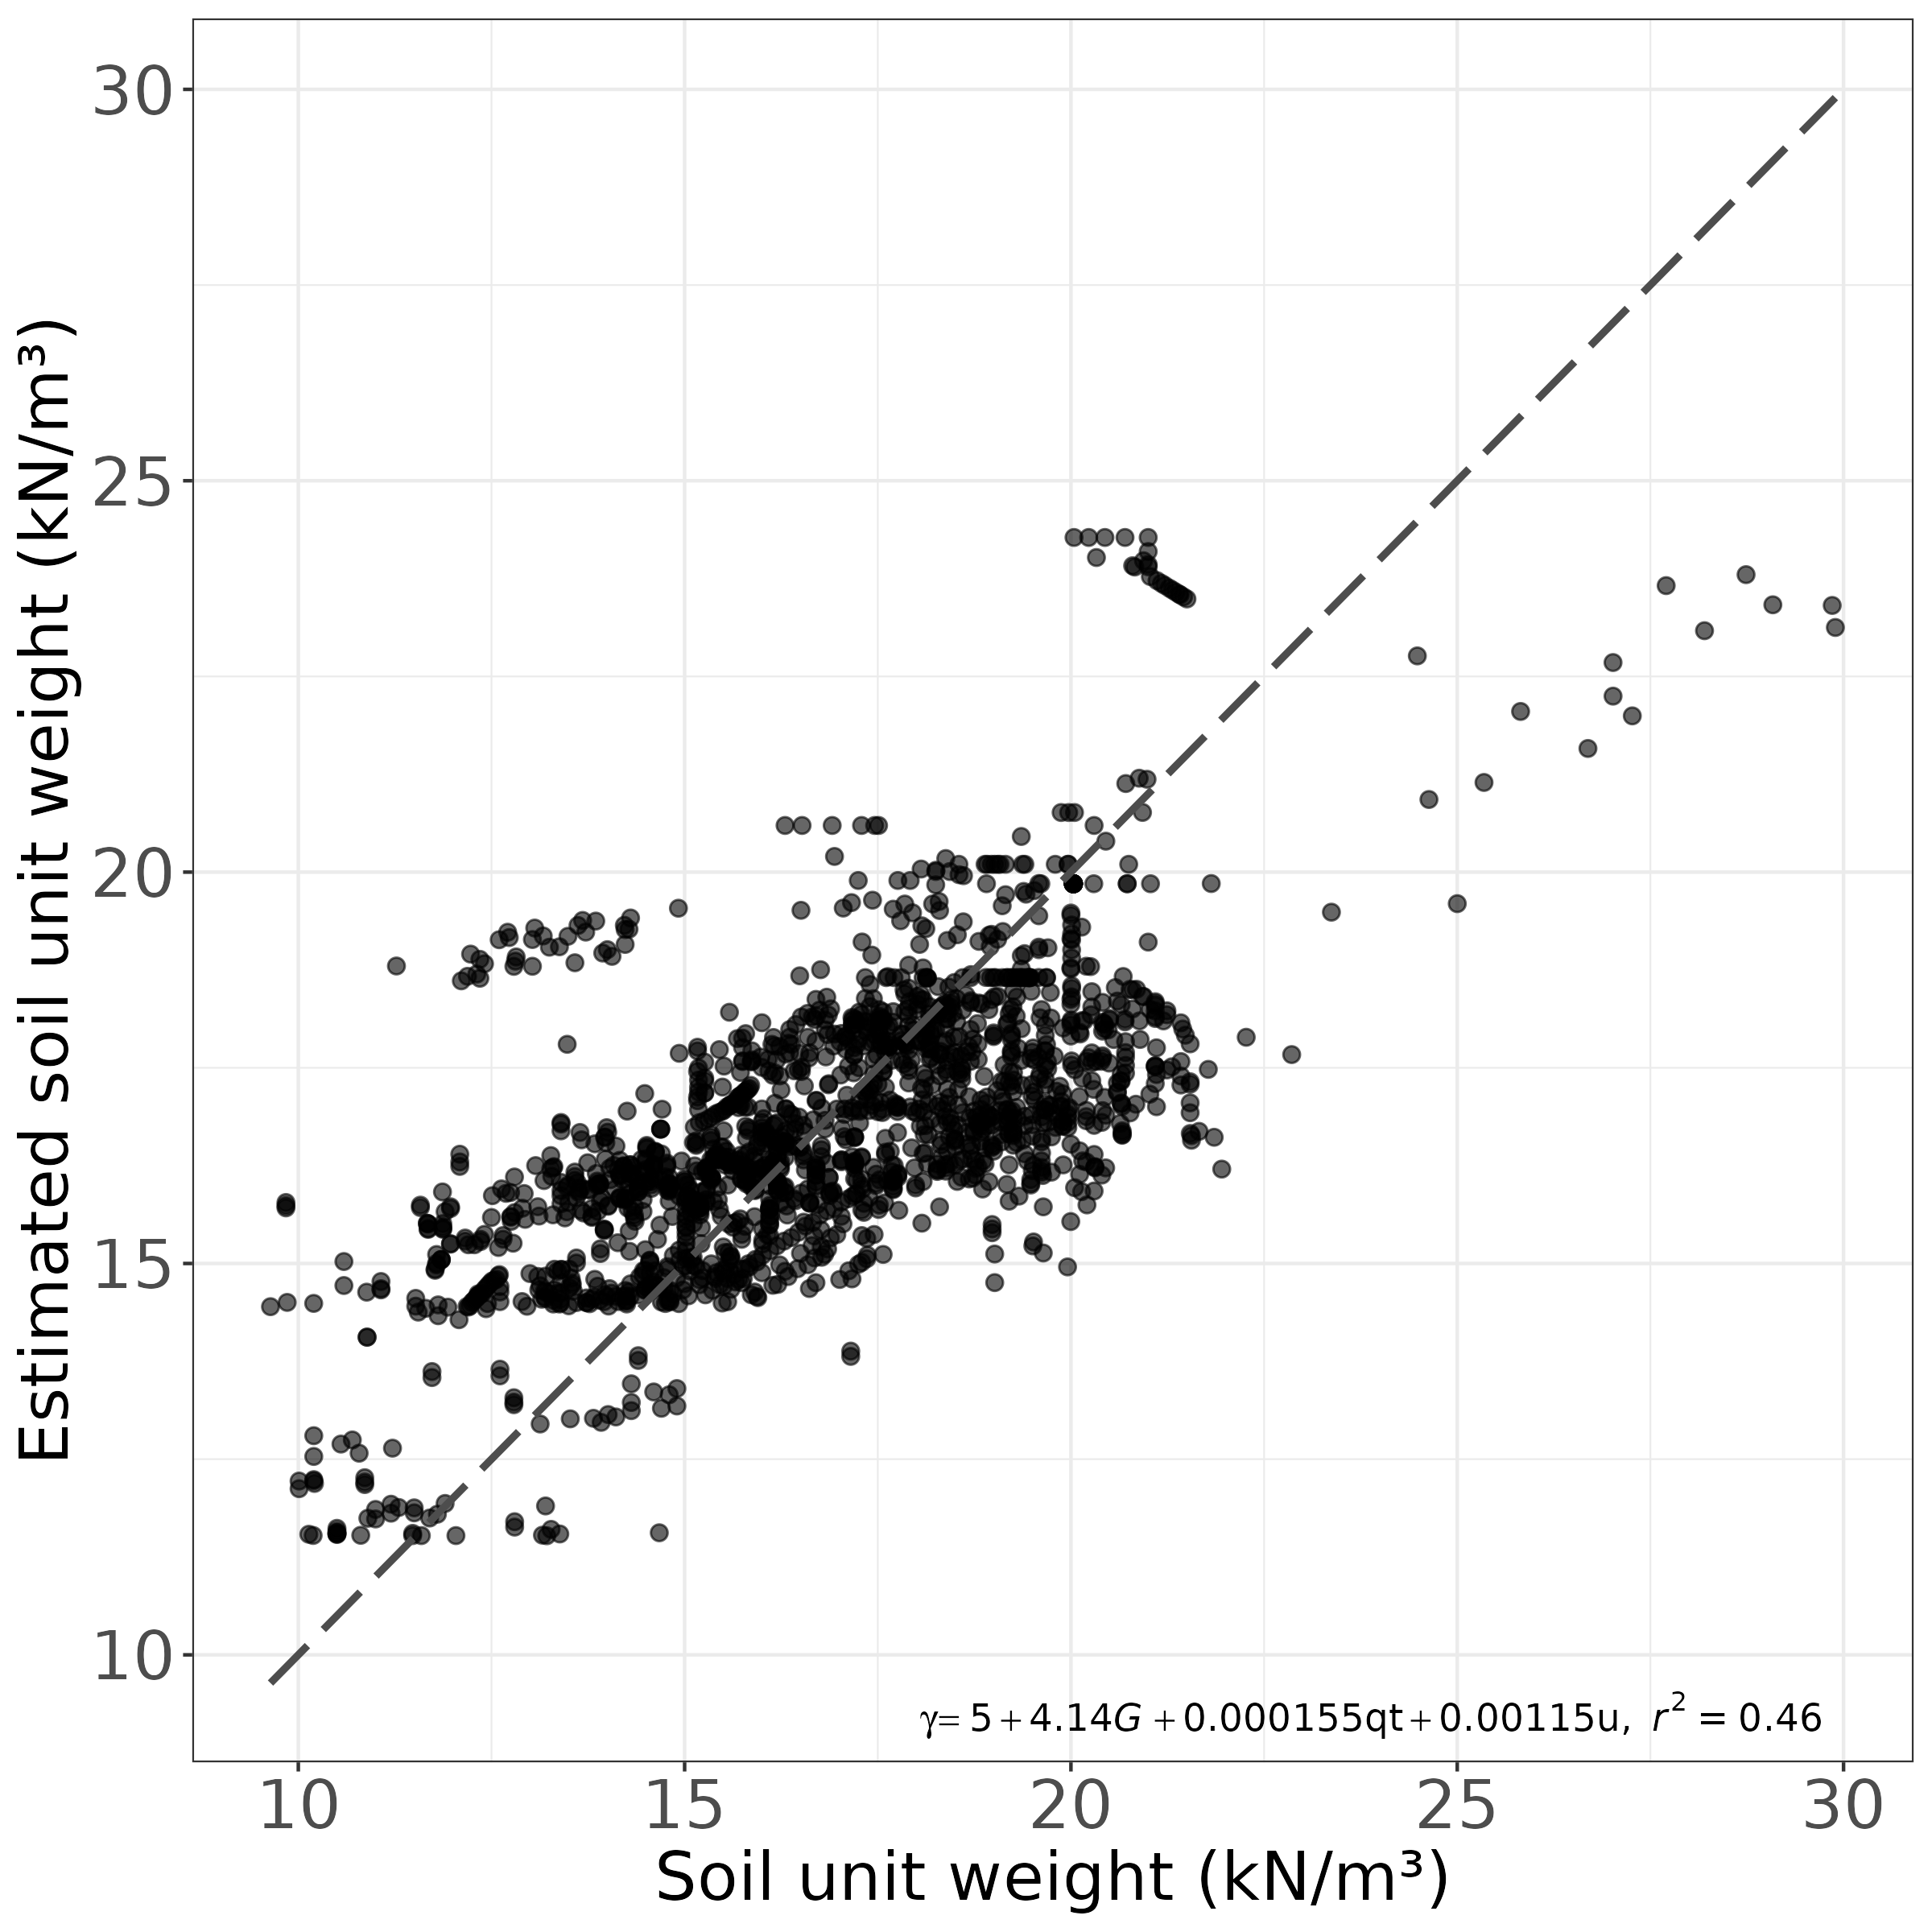 Estimated soil unit weight (kN/m³)
30
25
20
15
10
γ= 5+4.14G +0.000155qt+0.00115u, r² = 0.46
10 15 20 25 30
Soil unit weight (kN/m³)